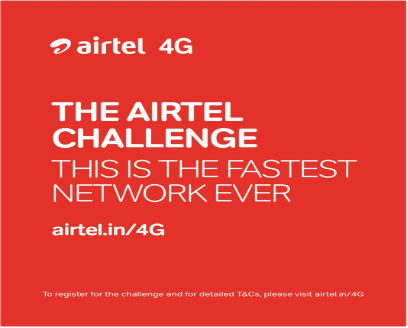 airtel 4G
THE AIRTEL
CHALLENGE
THIS IS THE FASTEST
NETWORK EVER
airtel.in/4G
To register for the challenge and for detailed T&Cs, please visit airtel.in/4G